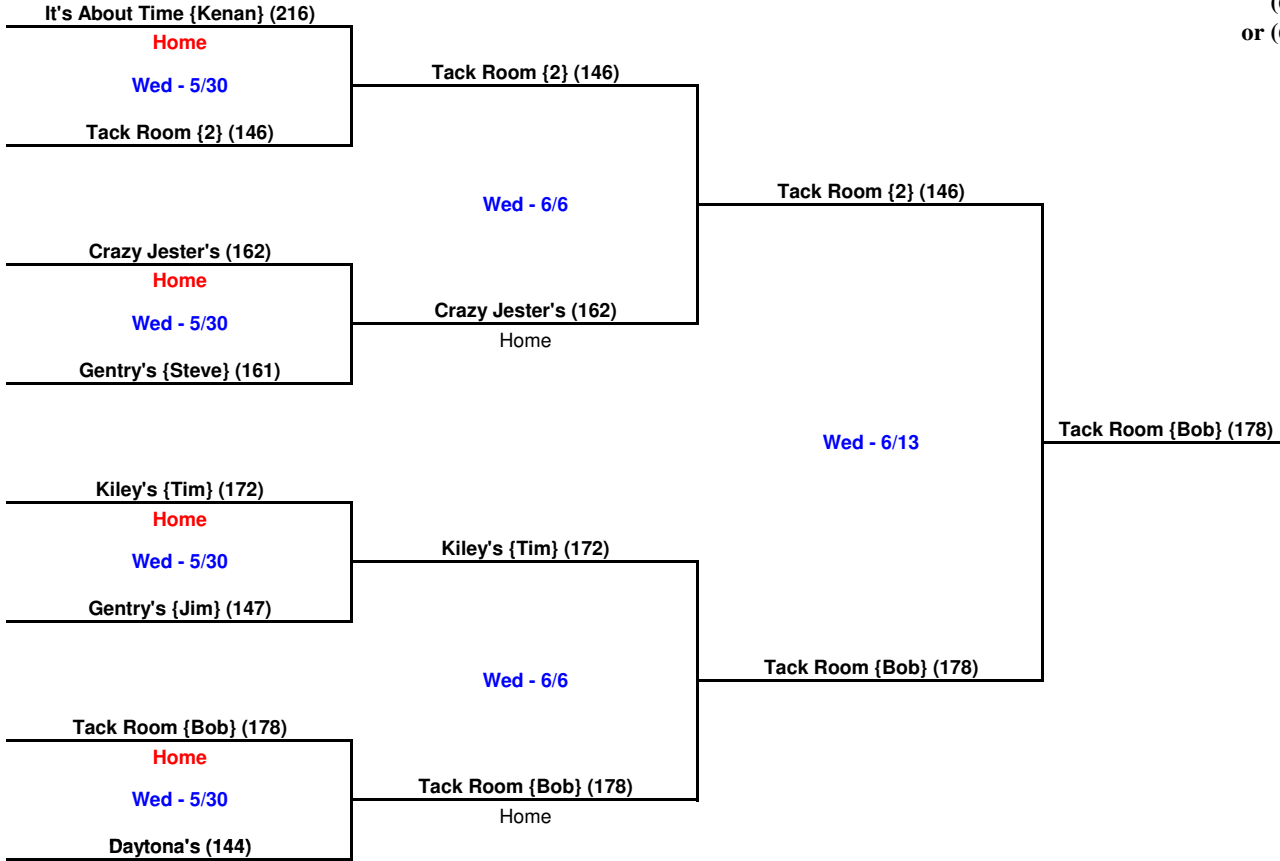 It's About Time {Kenan} (216)
Home
Wed - 5/30
Tack Room {2} (146)
Crazy Jester's (162)
Home
Wed - 5/30
Gentry's {Steve} (161)
Kiley's {Tim} (172)
Home
Wed - 5/30
Gentry's {Jim} (147)
Tack Room {Bob} (178)
Home
Wed - 5/30
Daytona's (144)
Tack Room {2} (146)
Wed - 6/6
Crazy Jester's (162)
Home
Kiley's {Tim} (172)
Wed - 6/6
Tack Room {Bob} (178)
Home
Tack Room {2} (146)
Wed - 6/13
Tack Room {Bob} (178)
Tack Room {Bob} (178)
or